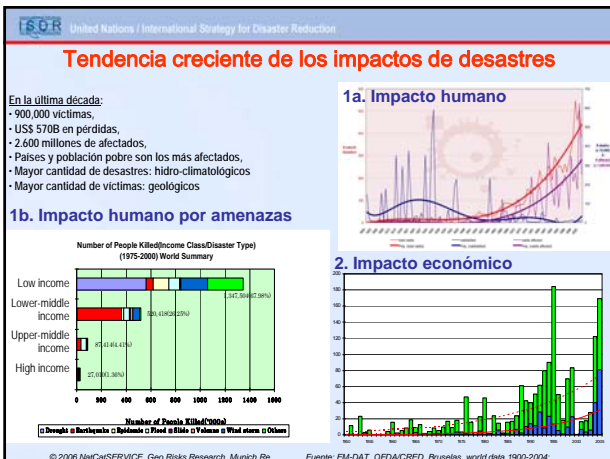 ISDR United Nations / International Strategy for Disaster Reduction
Tendencia creciente de los impactos de desastres
En la última década:
• 900,000 víctimas,
• US$ 570B en pérdidas,
• 2.600 millones de afectados,
• Países y población pobre son los más afectados,
• Mayor cantidad de desastres: hidro-climatológicos
• Mayor cantidad de víctimas: geológicos
1a. Impacto humano
1b. Impacto humano por amenazas
Number of People Killed(Income Class/Disaster Type)
(1975-2000) World Summary
Low income
1,347,504(67.98%)
Lower-middle
income
520,418(26.25%)
Upper-middle
income
87,414(4.41%)
High income
27,030(1.36%)
0 200 400 600 800 1000 1200 1400 1600
Number of People Killed('000s)
Drought Earthquake Epidemic Flood Slide Volcano Wind storm Others
2. Impacto económico
200
180
160
140
120
100
80
60
40
20
0
© 2006 NatCatSERVICE, Geo Risks Research, Munich Re
Fuente: EM-DAT, OFDA/CRED, Bruselas, world data 1900-2004;